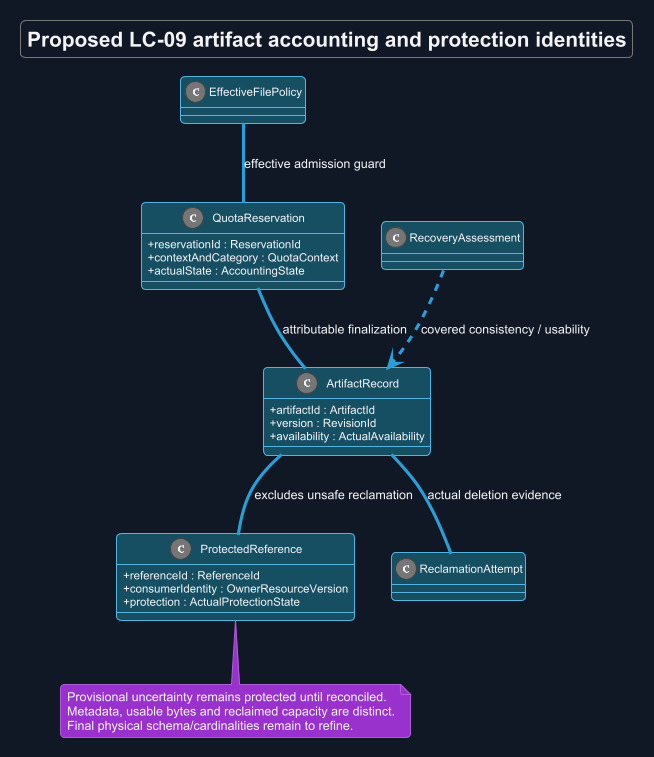 Proposed LC-09 artifact accounting and protection identities
C EffectiveFilePolicy
effective admission guard
C QuotaReservation
+reservationId : ReservationId
+contextAndCategory : QuotaContext
+actualState : AccountingState
C RecoveryAssessment
attributable finalization
covered consistency / usability
C ArtifactRecord
+artifactId : ArtifactId
+version : RevisionId
+availability : ActualAvailability
excludes unsafe reclamation
actual deletion evidence
C ProtectedReference
+referenceId : ReferenceId
+consumerIdentity : OwnerResourceVersion
+protection : ActualProtectionState
C ReclamationAttempt
Provisional uncertainty remains protected until reconciled.
Metadata, usable bytes and reclaimed capacity are distinct.
Final physical schema/cardinalities remain to refine.